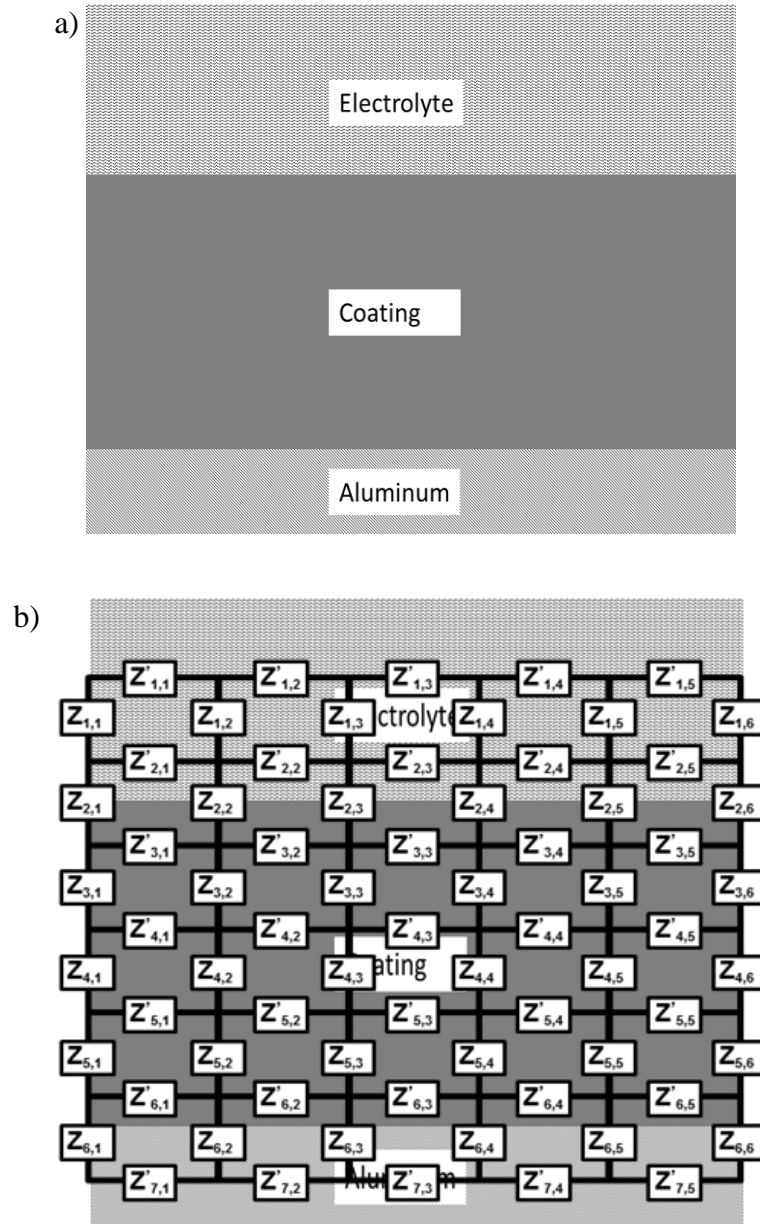 a)
Electrolyte
Coating
Aluminum
b)
Z'1,1 Z'1,2 Z'1,3 Z'1,4 Z'1,5
Z1,1 Z1,2 Z1,3 ctrolyte Z1,4 Z1,5 Z1,6
Z'2,1 Z'2,2 Z'2,3 Z'2,4 Z'2,5
Z2,1 Z2,2 Z2,3 Z2,4 Z2,5 Z2,6
Z'3,1 Z'3,2 Z'3,3 Z'3,4 Z'3,5
Z3,1 Z3,2 Z3,3 Z3,4 Z3,5 Z3,6
Z'4,1 Z'4,2 Z'4,3 Z'4,4 Z'4,5
Z4,1 Z4,2 Z4,3 ating Z4,4 Z4,5 Z4,6
Z'5,1 Z'5,2 Z'5,3 Z'5,4 Z'5,5
Z5,1 Z5,2 Z5,3 Z5,4 Z5,5 Z5,6
Z'6,1 Z'6,2 Z'6,3 Z'6,4 Z'6,5
Z6,1 Z6,2 Z6,3 Z6,4 Z6,5 Z6,6
Z'7,1 Z'7,2 Z'7,3 Z'7,4 Z'7,5